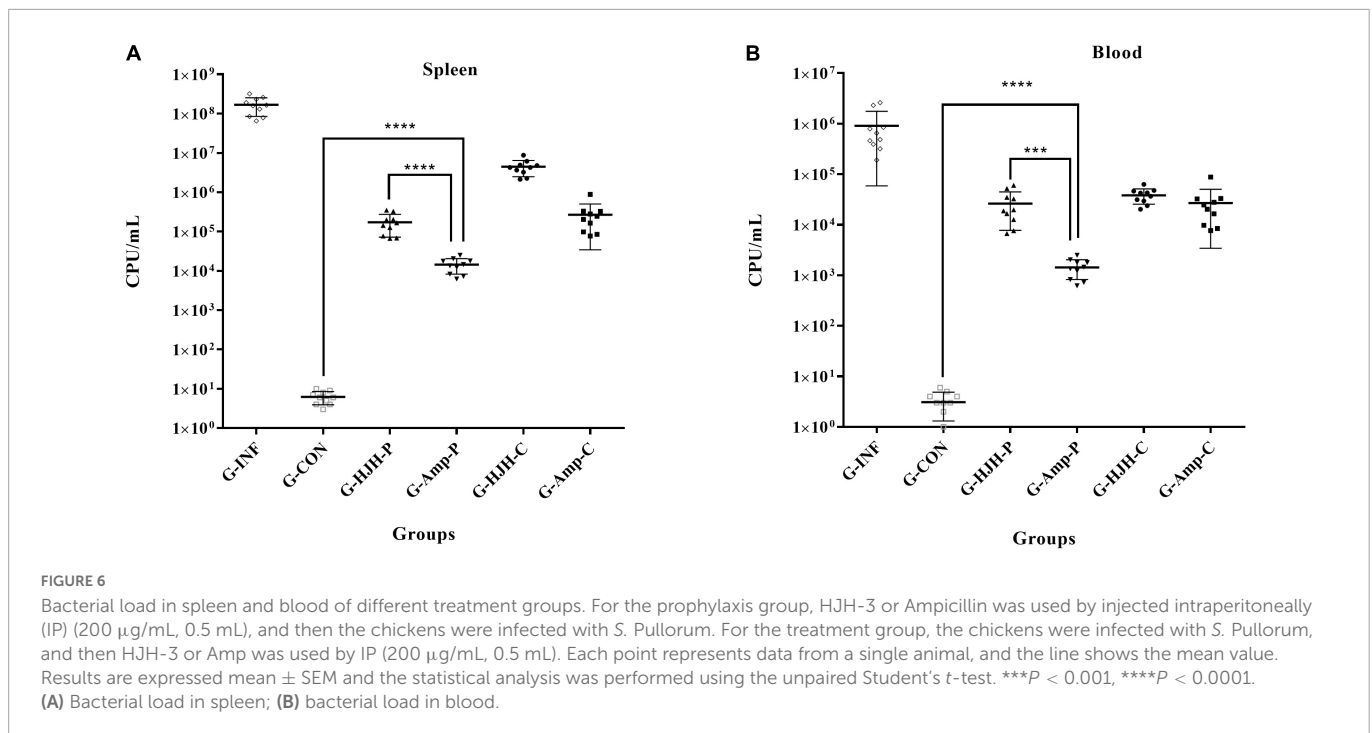 A
Spleen
1×10⁹
1×10⁸
1×10⁷
1×10⁶
1×10⁵
1×10⁴
1×10³
1×10²
1×10¹
1×10⁰
CPU/mL
****
****
G-INF
G-CON
G-HJH-P
G-Amp-P
G-HJH-C
G-Amp-C
Groups
B
Blood
1×10⁷
1×10⁶
1×10⁵
1×10⁴
1×10³
1×10²
1×10¹
1×10⁰
CPU/mL
****
***
G-INF
G-CON
G-HJH-P
G-Amp-P
G-HJH-C
G-Amp-C
Groups
FIGURE 6
Bacterial load in spleen and blood of different treatment groups. For the prophylaxis group, HJH-3 or Ampicillin was used by injected intraperitoneally
(IP) (200 μg/mL, 0.5 mL), and then the chickens were infected with S. Pullorum. For the treatment group, the chickens were infected with S. Pullorum,
and then HJH-3 or Amp was used by IP (200 μg/mL, 0.5 mL). Each point represents data from a single animal, and the line shows the mean value.
Results are expressed mean ± SEM and the statistical analysis was performed using the unpaired Student's t-test. ***P < 0.001, ****P < 0.0001.
(A) Bacterial load in spleen; (B) bacterial load in blood.